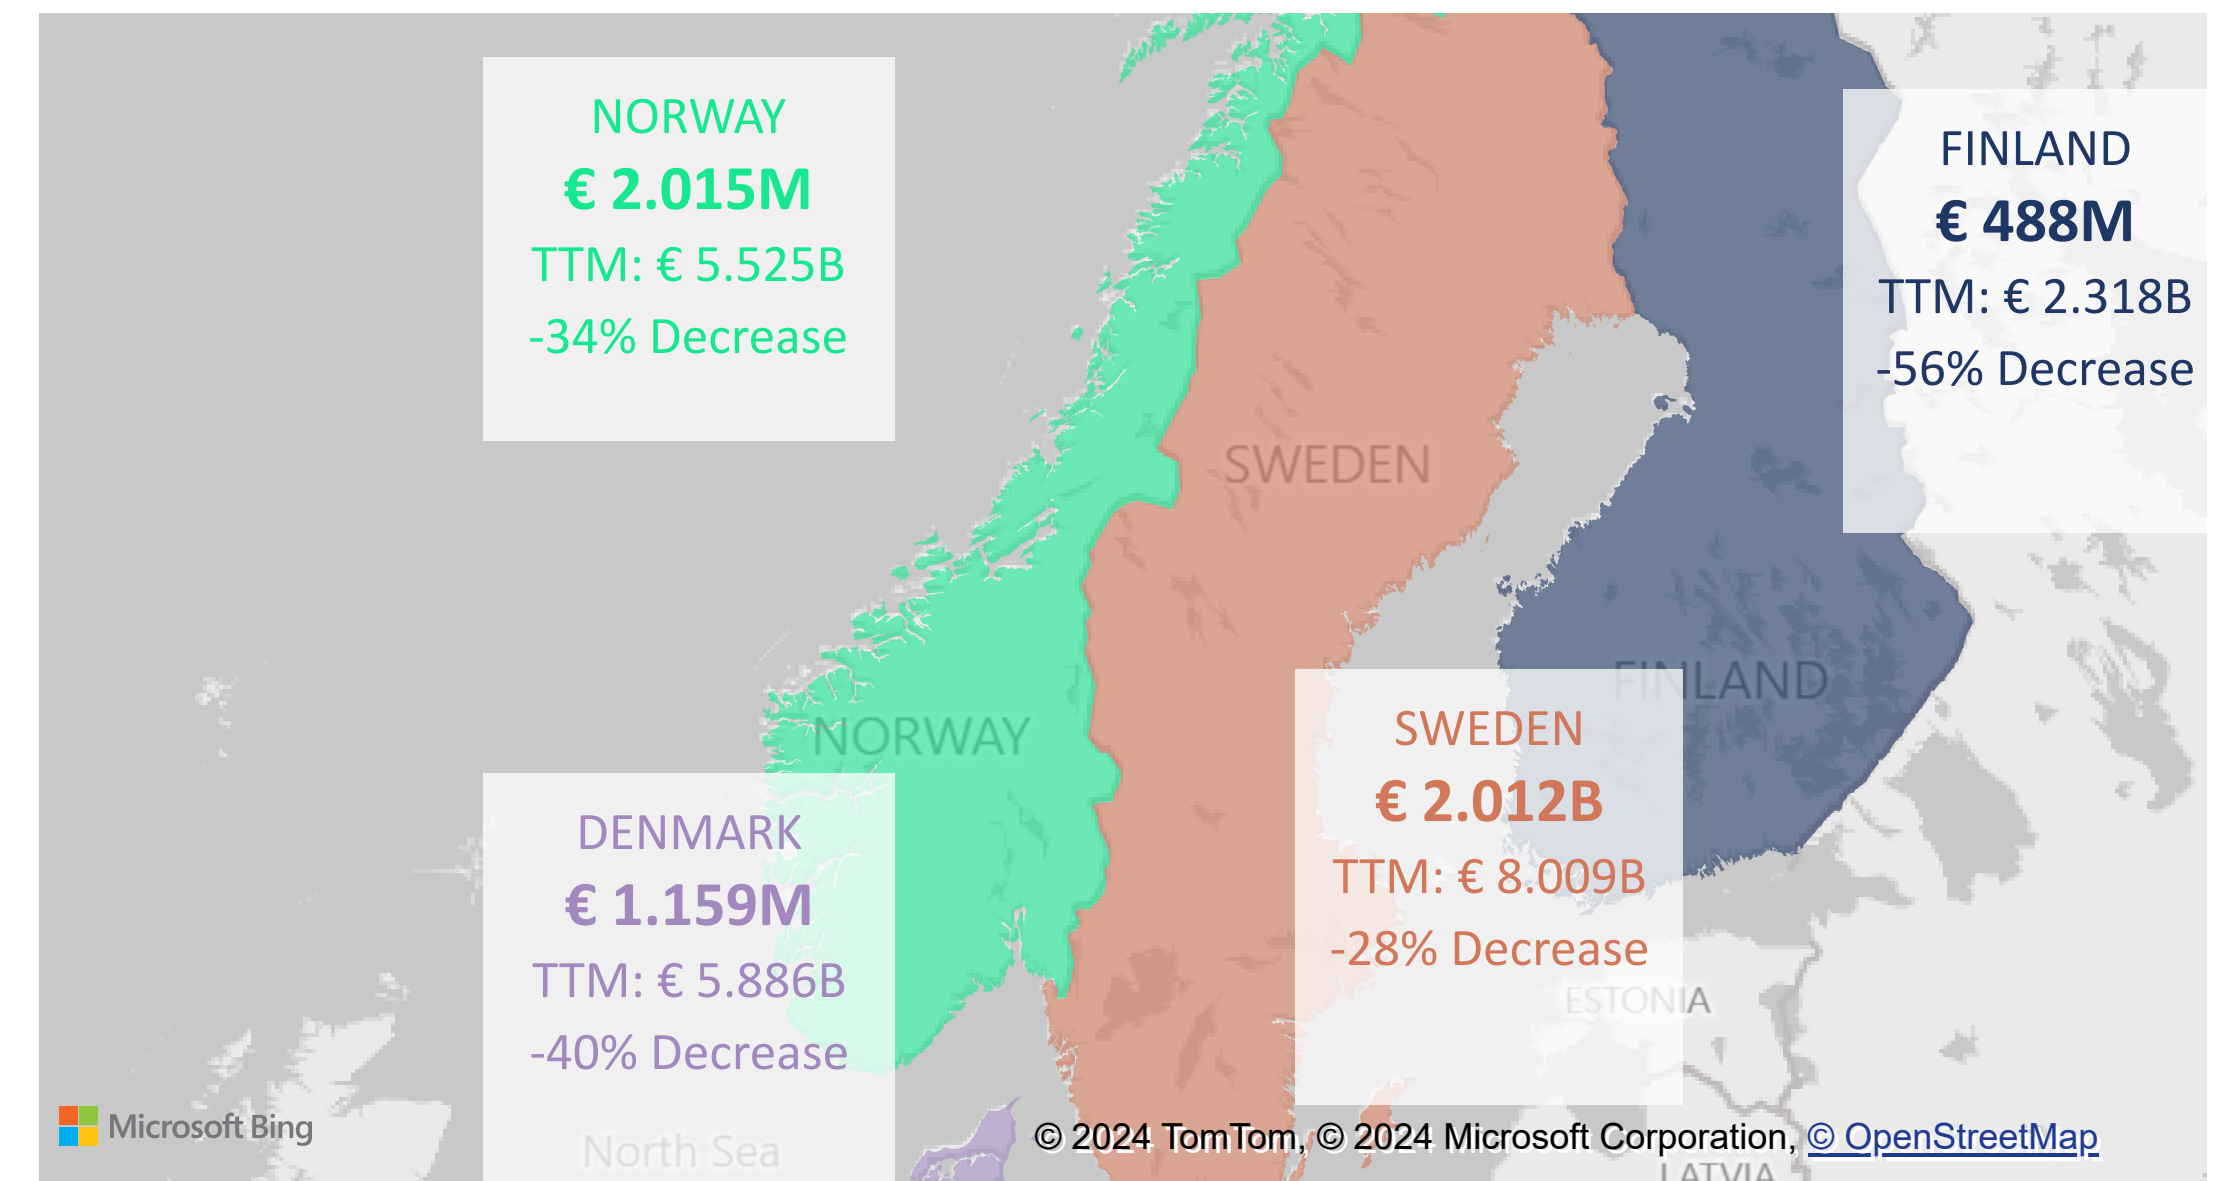 NORWAY
€ 2.015M
TTM: € 5.525B
-34% Decrease
FINLAND
€ 488M
TTM: € 2.318B
-56% Decrease
SWEDEN
FINLAND
NORWAY
SWEDEN
€ 2.012B
TTM: € 8.009B
-28% Decrease
DENMARK
€ 1.159M
TTM: € 5.886B
-40% Decrease
ESTONIA
Microsoft Bing
North Sea
© 2024 TomTom, © 2024 Microsoft Corporation, © OpenStreetMap
LATVIA